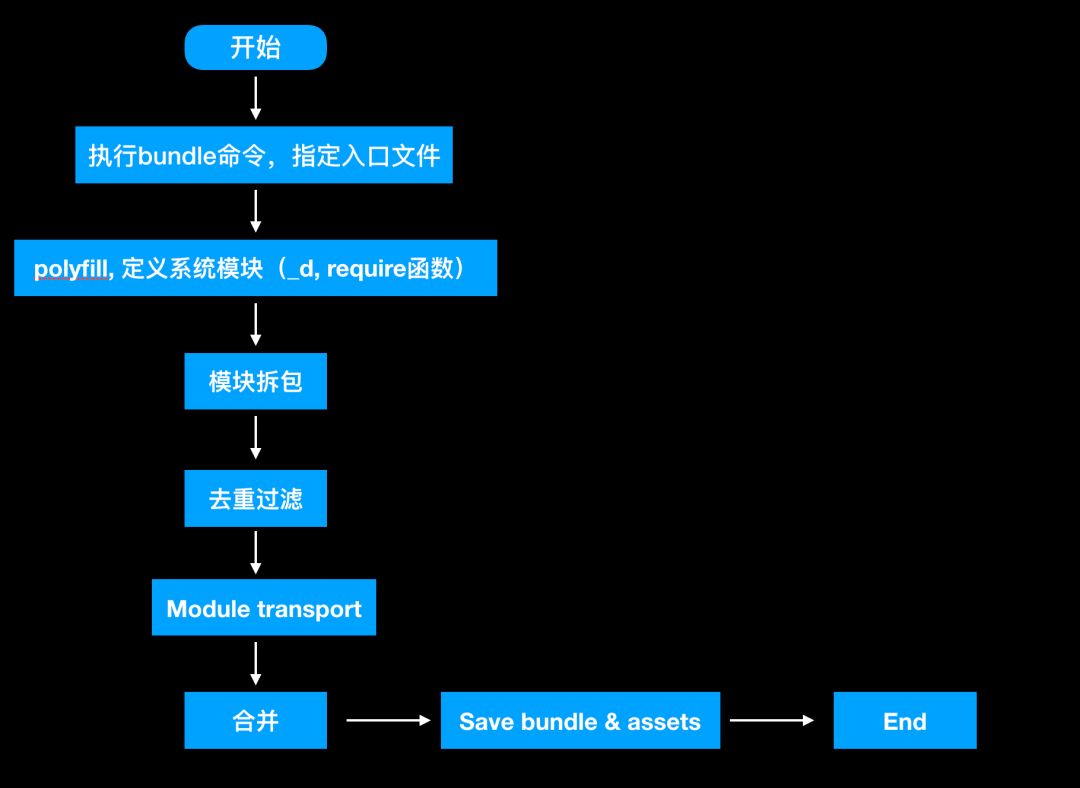 开始
执行bundle命令，指定入口文件
polyfill, 定义系统模块（_d, require函数）
模块拆包
去重过滤
Module transport
合并
Save bundle & assets
End